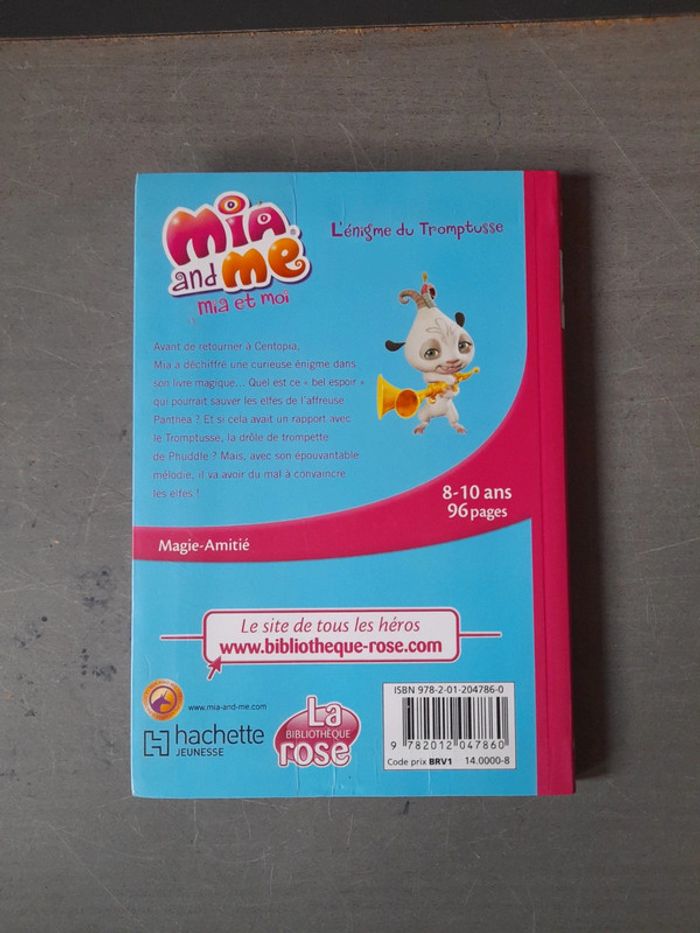 mia
and me
mia et moi
L'énigme du Tromptusse
Avant de retourner à Centopia,
Mia a déchiffré une curieuse énigme dans
son livre magique... Quel est ce « bel espoir »
qui pourrait sauver les elfes de l'affreuse
Panthea ? Et si cela avait un rapport avec
le Tromptusse, la drôle de trompette
de Phuddle ? Mais, avec son épouvantable
mélodie, il va avoir du mal à convaincre
les elfes !
8-10 ans
96 pages
Magie-Amitié
Le site de tous les héros
www.bibliotheque-rose.com
www.mia-and-me.com
hachette
JEUNESSE
La
BIBLIOTHÈQUE
rose
ISBN 978-2-01-204786-0
9 782012 047860
Code prix BRV1 14.0000-8